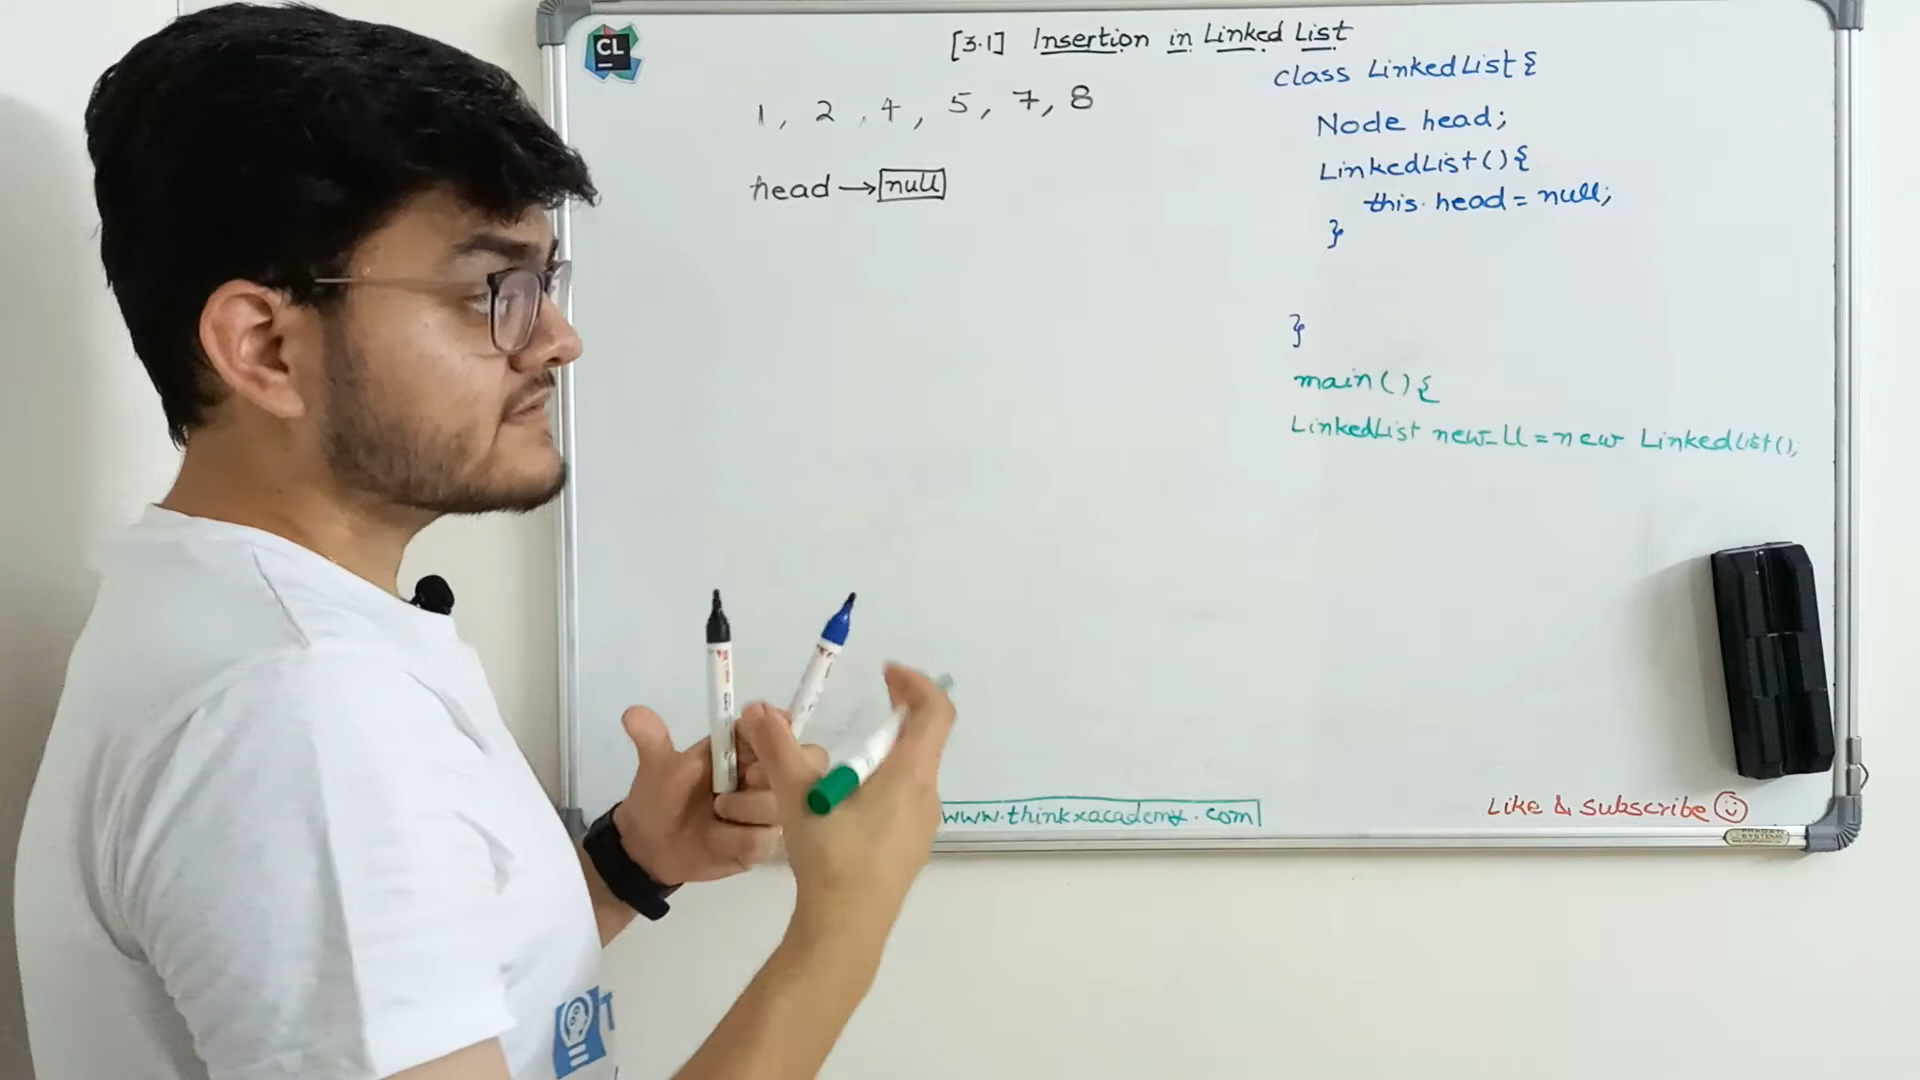 CL
[3.1] Insertion in Linked List
1, 2, 4, 5, 7, 8
head → null
class LinkedList{
Node head;
LinkedList(){
this.head = null;
}
}
main(){
LinkedList new_ll = new LinkedList();
www.thinkxacademy.com
Like & Subscribe